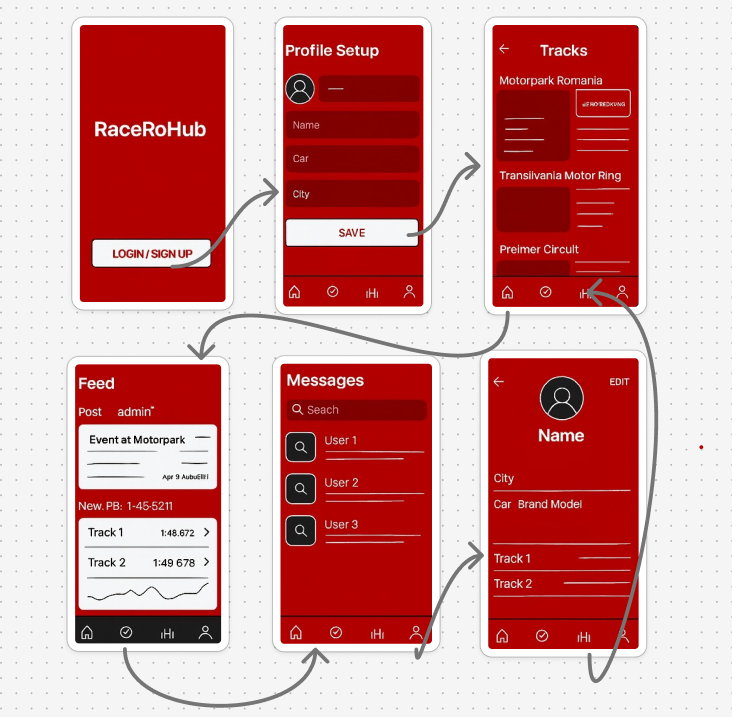 RaceRoHub
LOGIN / SIGN UP
Profile Setup
Name
Car
City
SAVE
Tracks
Motorpark Romania
Transiivania Motor Ring
Preimer Circuit
Feed
Post admin"
Event at Motorpark
Apr 9
New. PB: 1-45-5211
Track 1 1:48.672
Track 2 1:49 678
Messages
Seach
User 1
User 2
User 3
EDIT
Name
City
Car Brand Model
Track 1
Track 2